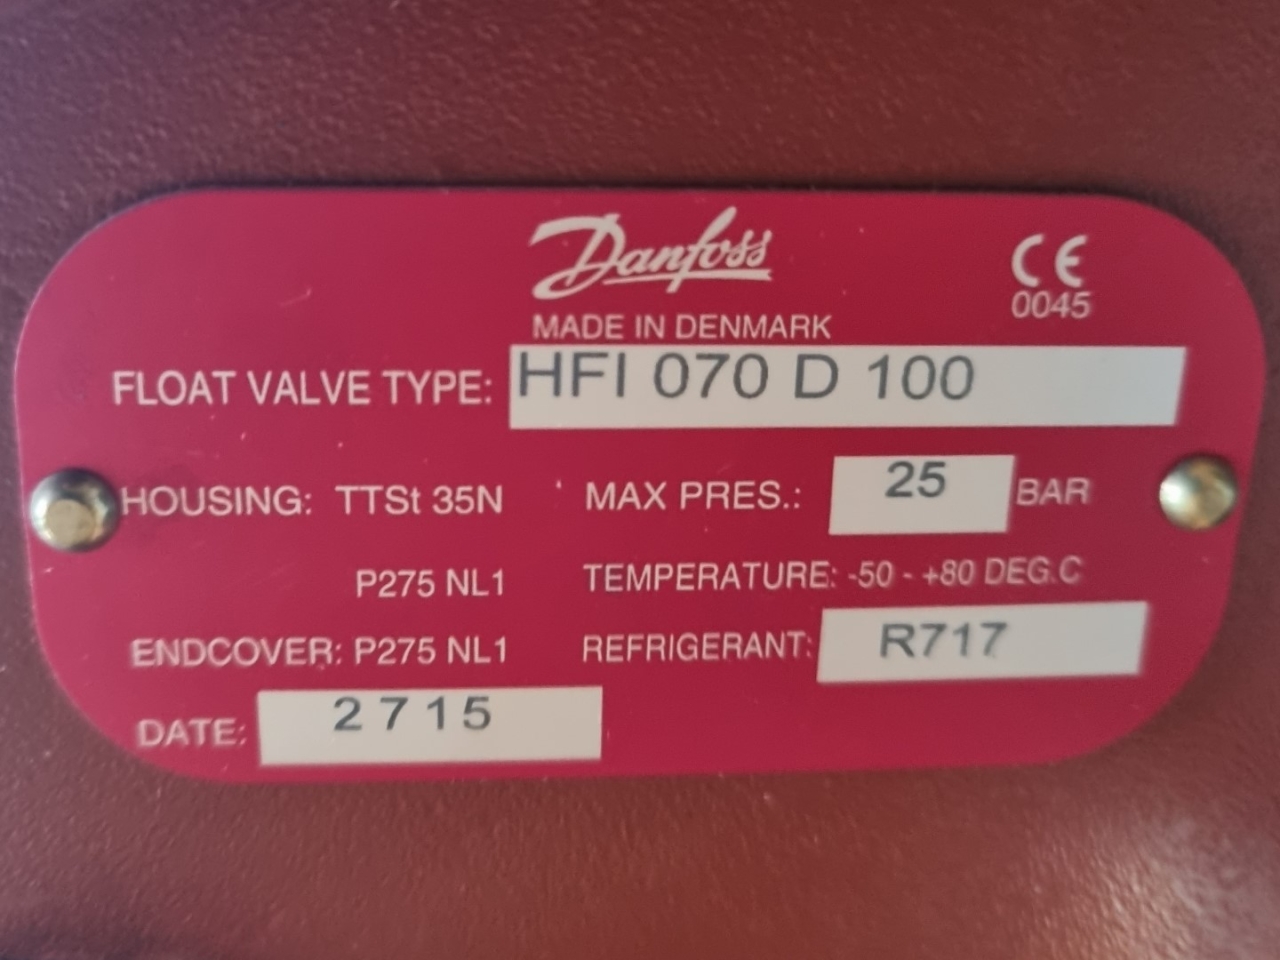 Danfoss
CE
0045
MADE IN DENMARK
FLOAT VALVE TYPE: HFI 070 D 100
HOUSING: TTSt 35N MAX PRES.: 25 BAR
P275 NL1 TEMPERATURE: -50 - +80 DEG.C
ENDCOVER: P275 NL1 REFRIGERANT: R717
DATE: 2715